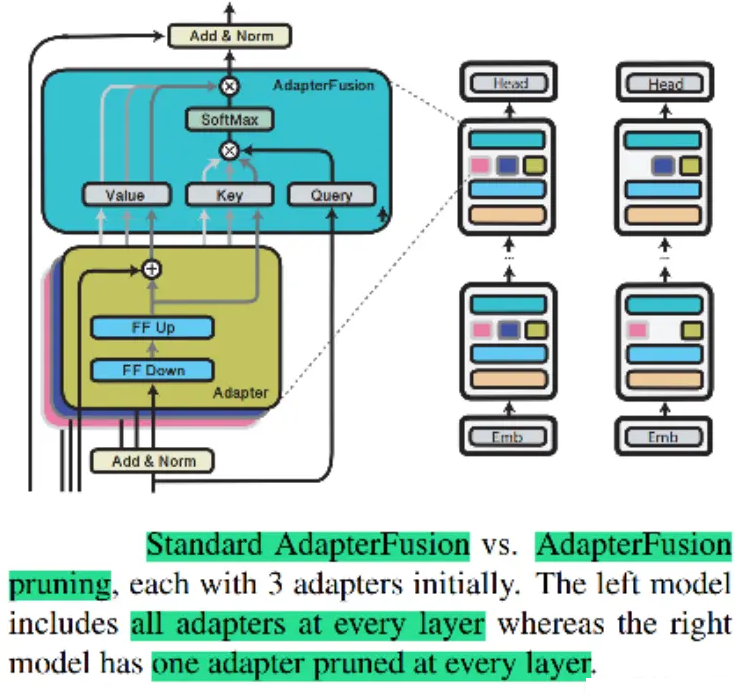 Add & Norm
AdapterFusion
SoftMax
Value
Key
Query
FF Up
FF Down
Adapter
Add & Norm
Head
Head
...
...
Emb
Emb
Standard AdapterFusion vs. AdapterFusion
pruning, each with 3 adapters initially. The left model
includes all adapters at every layer whereas the right
model has one adapter pruned at every layer.